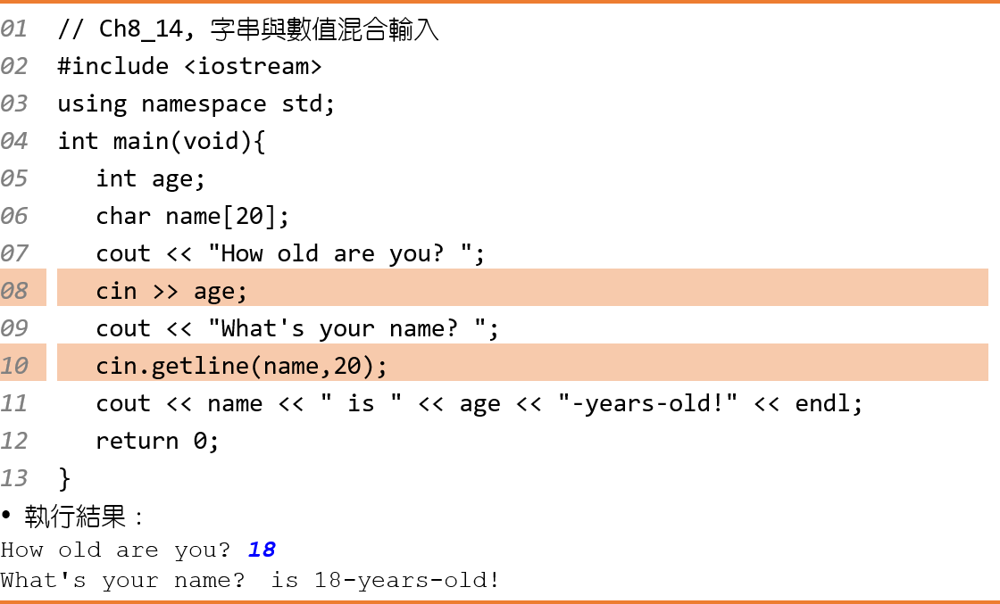 01 // Ch8_14, 字串與數值混合輸入
02 #include <iostream>
03 using namespace std;
04 int main(void){
05 int age;
06 char name[20];
07 cout << "How old are you? ";
08 cin >> age;
09 cout << "What's your name? ";
10 cin.getline(name,20);
11 cout << name << " is " << age << "-years-old!" << endl;
12 return 0;
13 }
• 執行結果：
How old are you? 18
What's your name?  is 18-years-old!